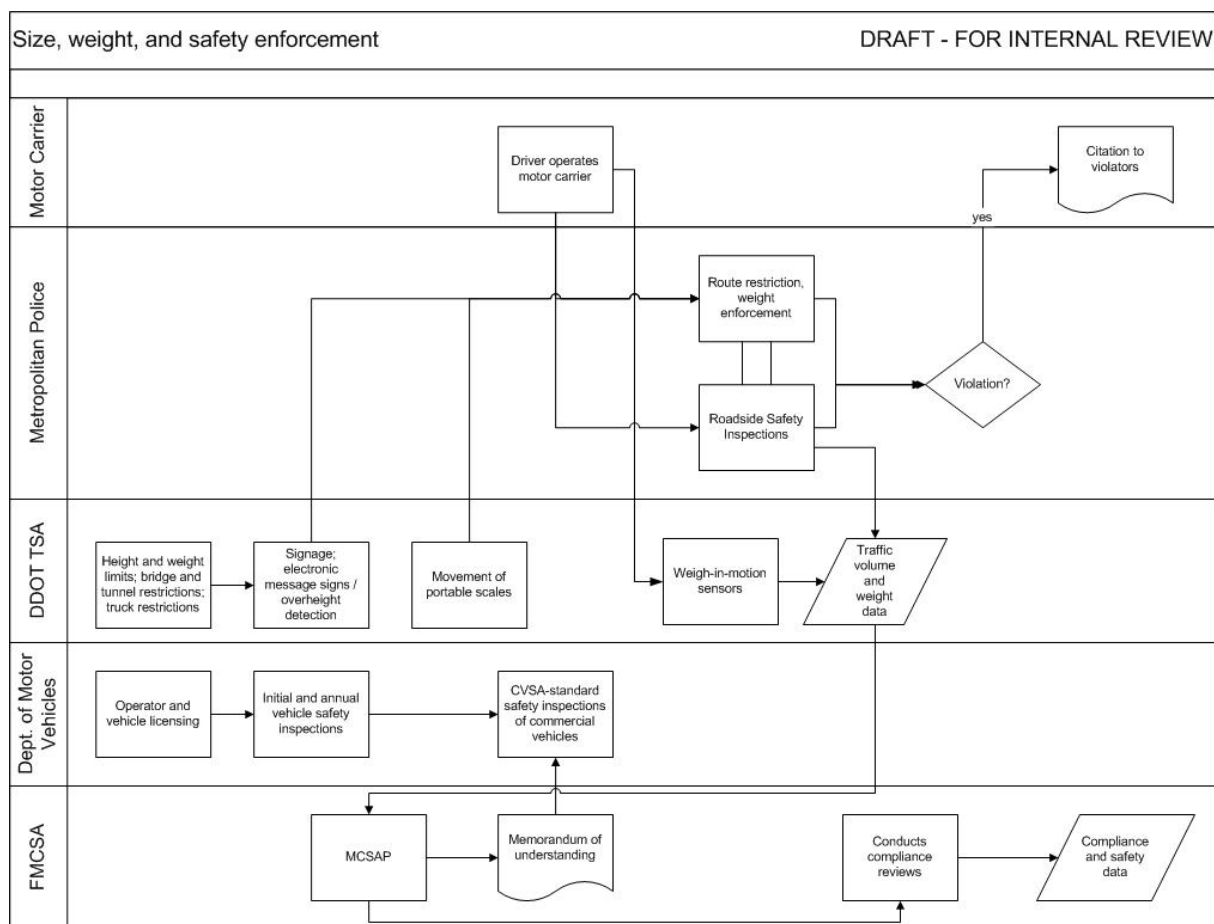 Size, weight, and safety enforcement
DRAFT - FOR INTERNAL REVIEW
Motor Carrier
Driver operates
motor carrier
Citation to
violators
yes
Metropolitan Police
Route restriction,
weight
enforcement
Violation?
Roadside Safety
Inspections
DDOT TSA
Height and weight
limits; bridge and
tunnel restrictions;
truck restrictions
Signage;
electronic
message signs /
overheight
detection
Movement of
portable scales
Weigh-in-motion
sensors
Traffic
volume and
weight
data
Dept. of Motor
Vehicles
Operator and
vehicle licensing
Initial and annual
vehicle safety
inspections
CVSA-standard
safety inspections
of commercial
vehicles
FMCSA
MCSAP
Memorandum of
understanding
Conducts
compliance
reviews
Compliance
and safety
data